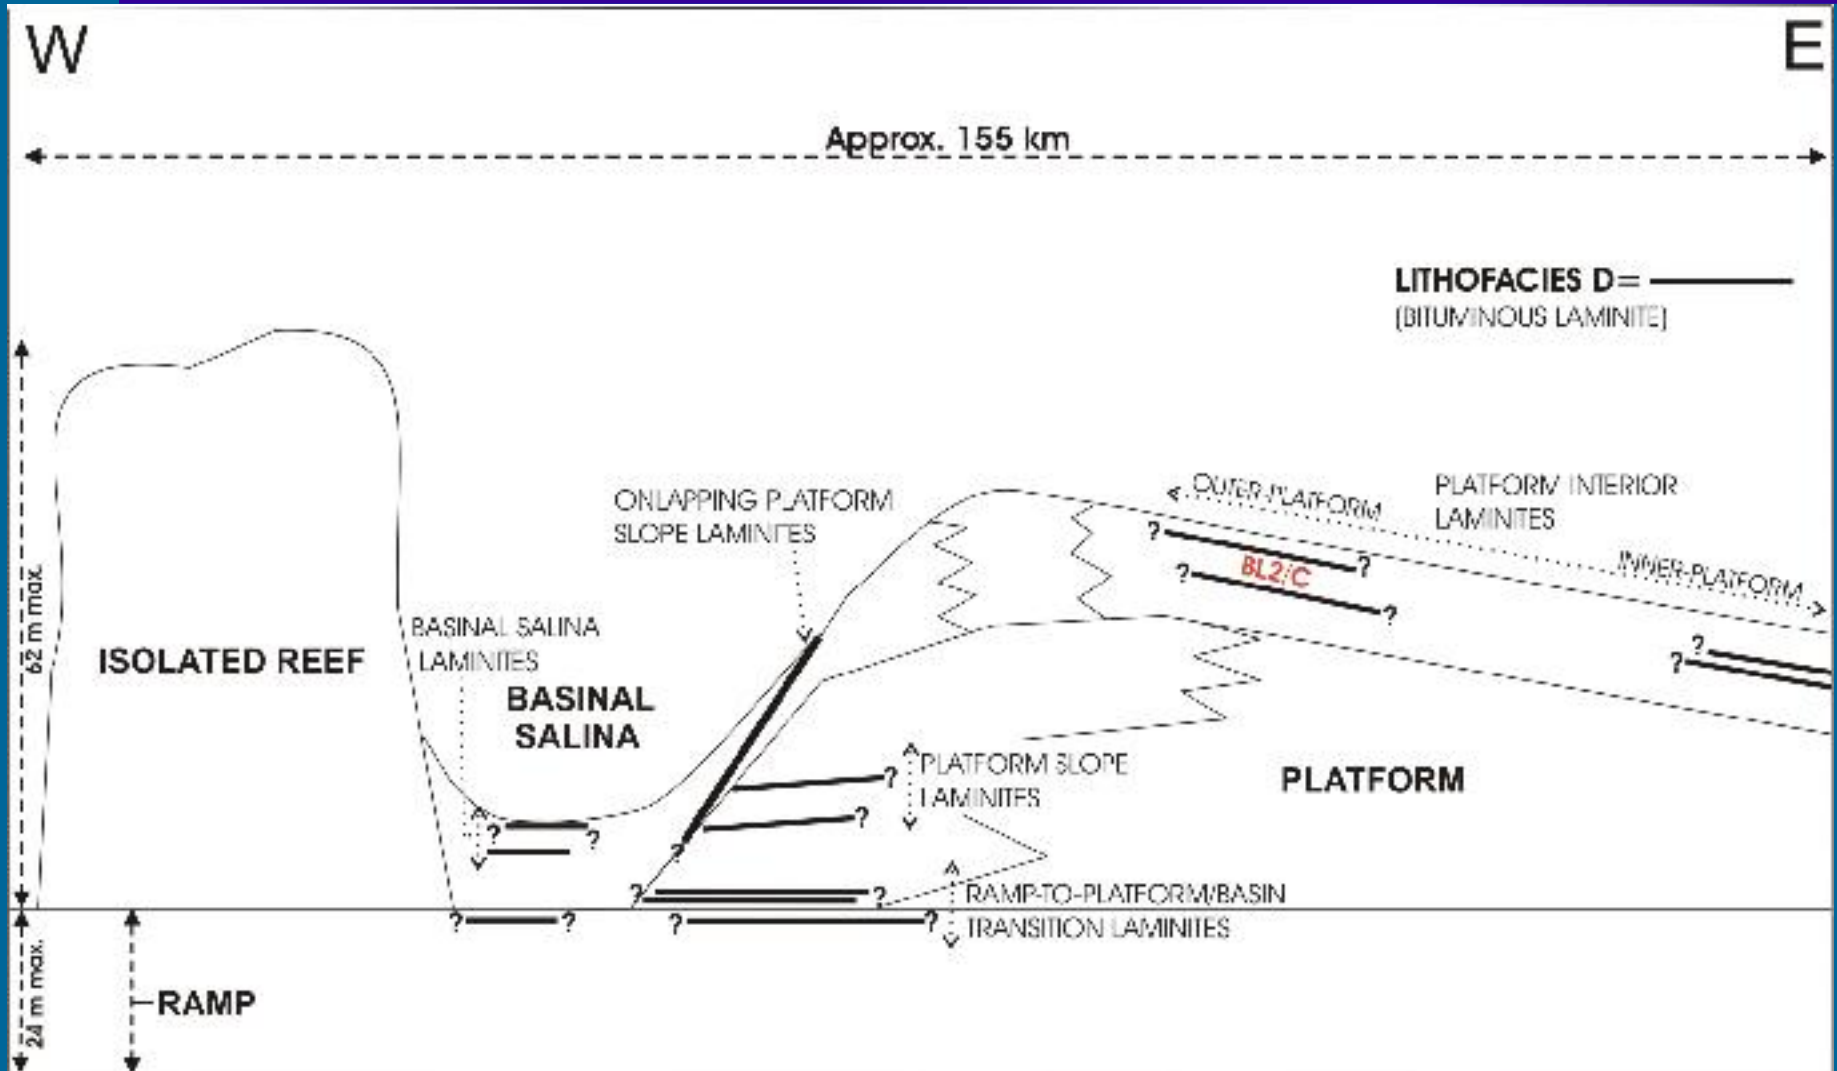 W
E
Approx. 155 km
LITHOFACIES D=
(BITUMINOUS LAMINITE)
ONLAPPING PLATFORM
SLOPE LAMINITES
OUTER-PLATFORM
PLATFORM INTERIOR
LAMINITES
INNER-PLATFORM
?
?
BL2/C
?
?
?
?
62 m max.
ISOLATED REEF
BASINAL SALINA
LAMINITES
BASINAL
SALINA
PLATFORM SLOPE
LAMINITES
PLATFORM
?
?
?
?
?
?
?
RAMP-TO-PLATFORM/BASIN
TRANSITION LAMINITES
?
?
?
?
24 m max.
RAMP